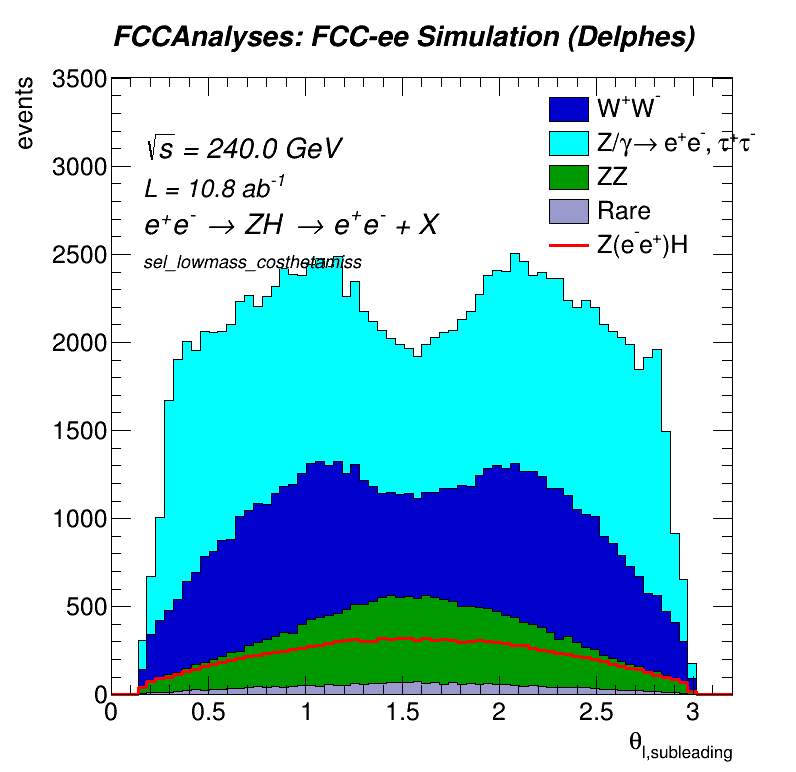 FCCAnalyses: FCC-ee Simulation (Delphes)
events
3500
3000
2500
2000
1500
1000
500
0
√s = 240.0 GeV
L = 10.8 ab⁻¹
e⁺e⁻ → ZH → e⁺e⁻ + X
sel_lowmass_costhetamiss
W⁺W⁻
Z/γ→ e⁺e⁻, τ⁺τ⁻
ZZ
Rare
Z(e⁻e⁺)H
0 0.5 1 1.5 2 2.5 3
θl,subleading